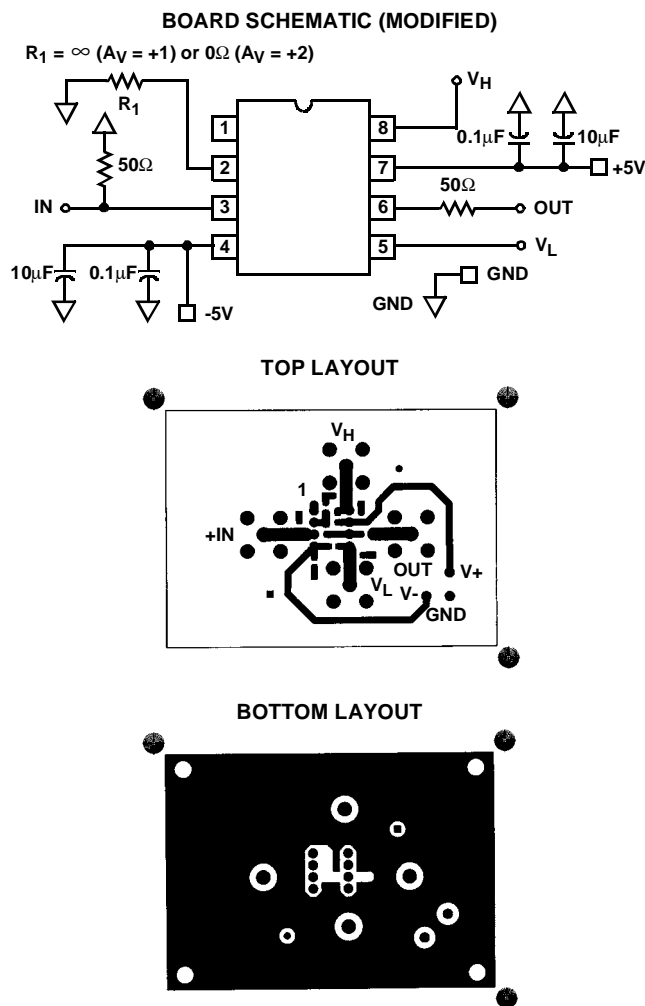 BOARD SCHEMATIC (MODIFIED)
R1 = ∞ (AV = +1) or 0Ω (AV = +2)
R1
VH
1
8
0.1μF
10μF
50Ω
2
7
50Ω
+5V
IN
3
6
OUT
4
5
VL
10μF
0.1μF
GND
GND
-5V
TOP LAYOUT
VH
1
+IN
OUT
V+
VL
V-
GND
BOTTOM LAYOUT